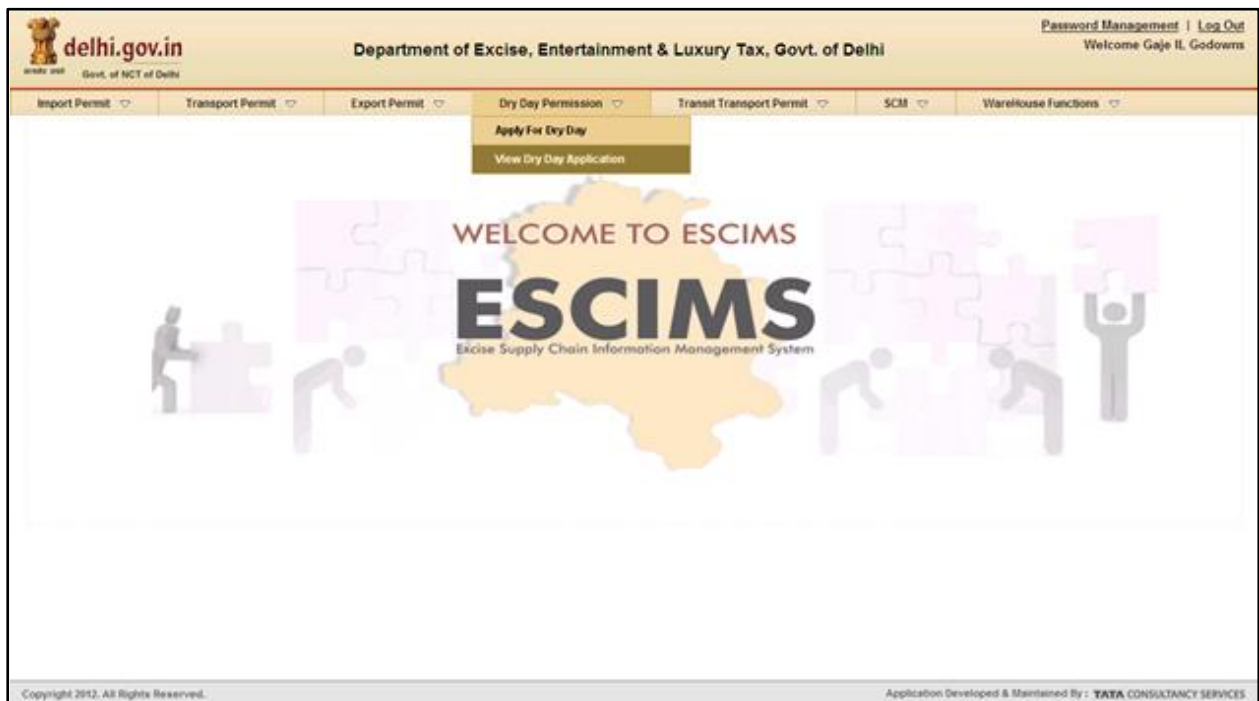 Password Management | Log Out
delhi.gov.in
Department of Excise, Entertainment & Luxury Tax, Govt. of Delhi
Welcome Gaje IL Godowns
Govt. of NCT of Delhi
Import Permit
Transport Permit
Export Permit
Dry Day Permission
Transit Transport Permit
SCM
WareHouse Functions
Apply For Dry Day
View Dry Day Application
WELCOME TO ESCIMS
ESCIMS
Excise Supply Chain Information Management System
Copyright 2012. All Rights Reserved.
Application Developed & Maintained By : TATA CONSULTANCY SERVICES